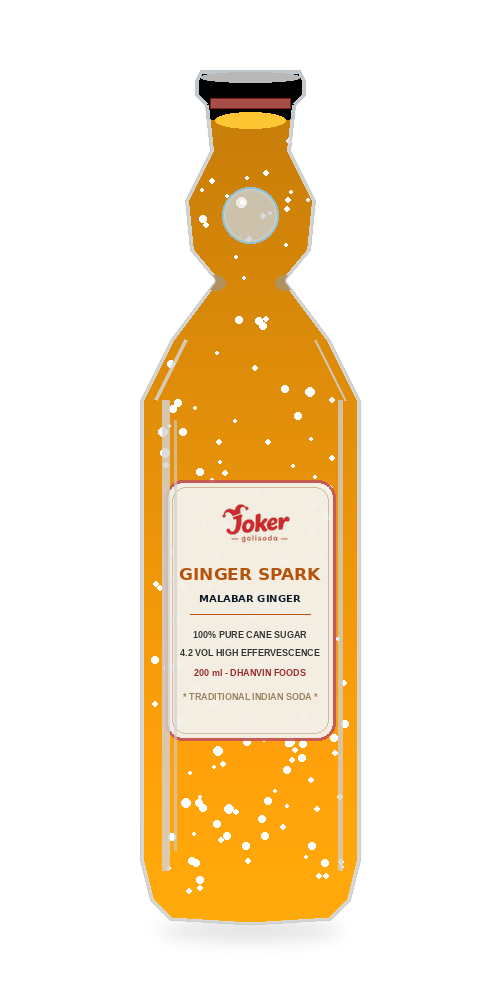 Joker
— golisoda —
GINGER SPARK
MALABAR GINGER
100% PURE CANE SUGAR
4.2 VOL HIGH EFFERVESCENCE
200 ml - DHANVIN FOODS
* TRADITIONAL INDIAN SODA *